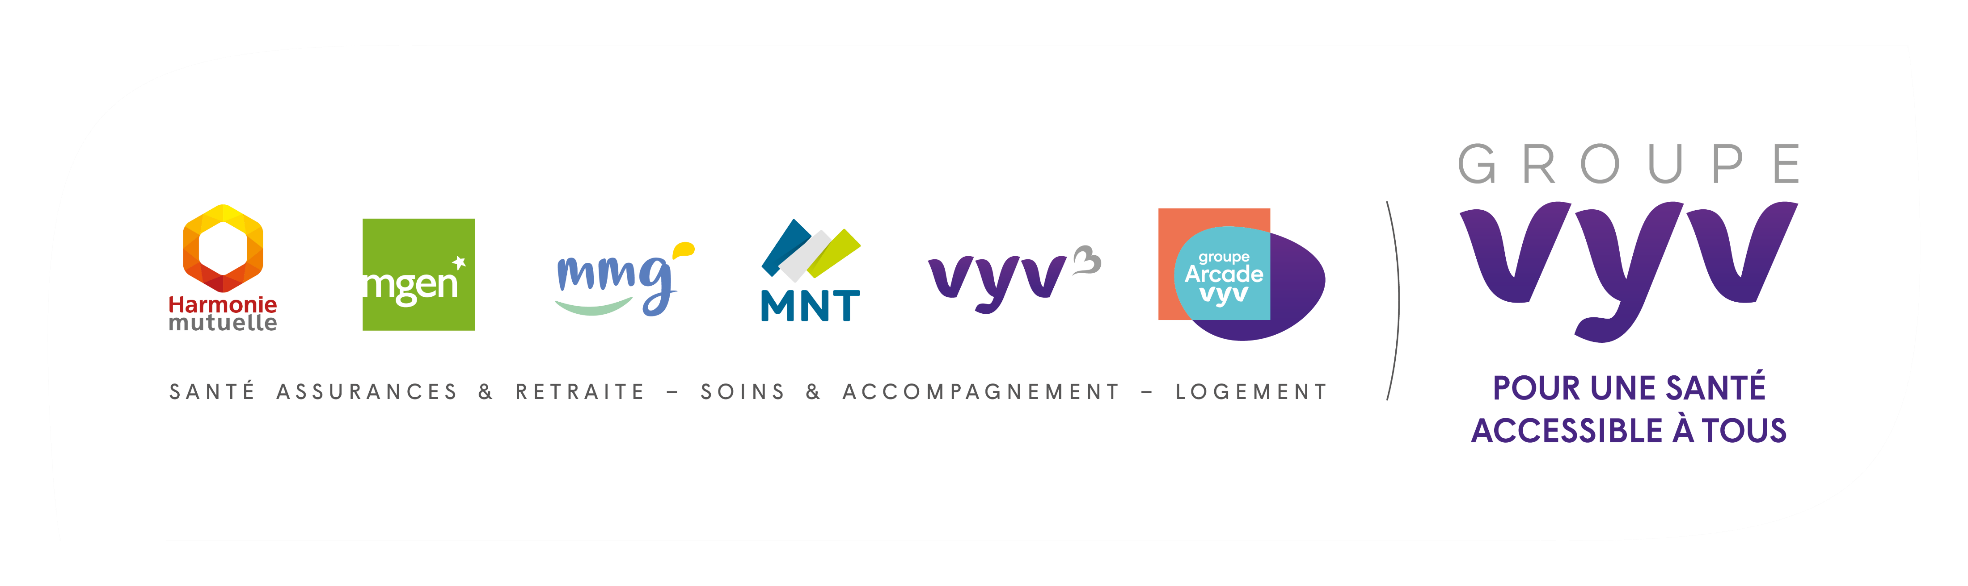 Harmonie
mutuelle
mgen
mmg
MNT
vyv3
groupe
Arcade
vyv
SANTÉ ASSURANCES & RETRAITE – SOINS & ACCOMPAGNEMENT – LOGEMENT
GROUPE
vyv
POUR UNE SANTÉ
ACCESSIBLE À TOUS